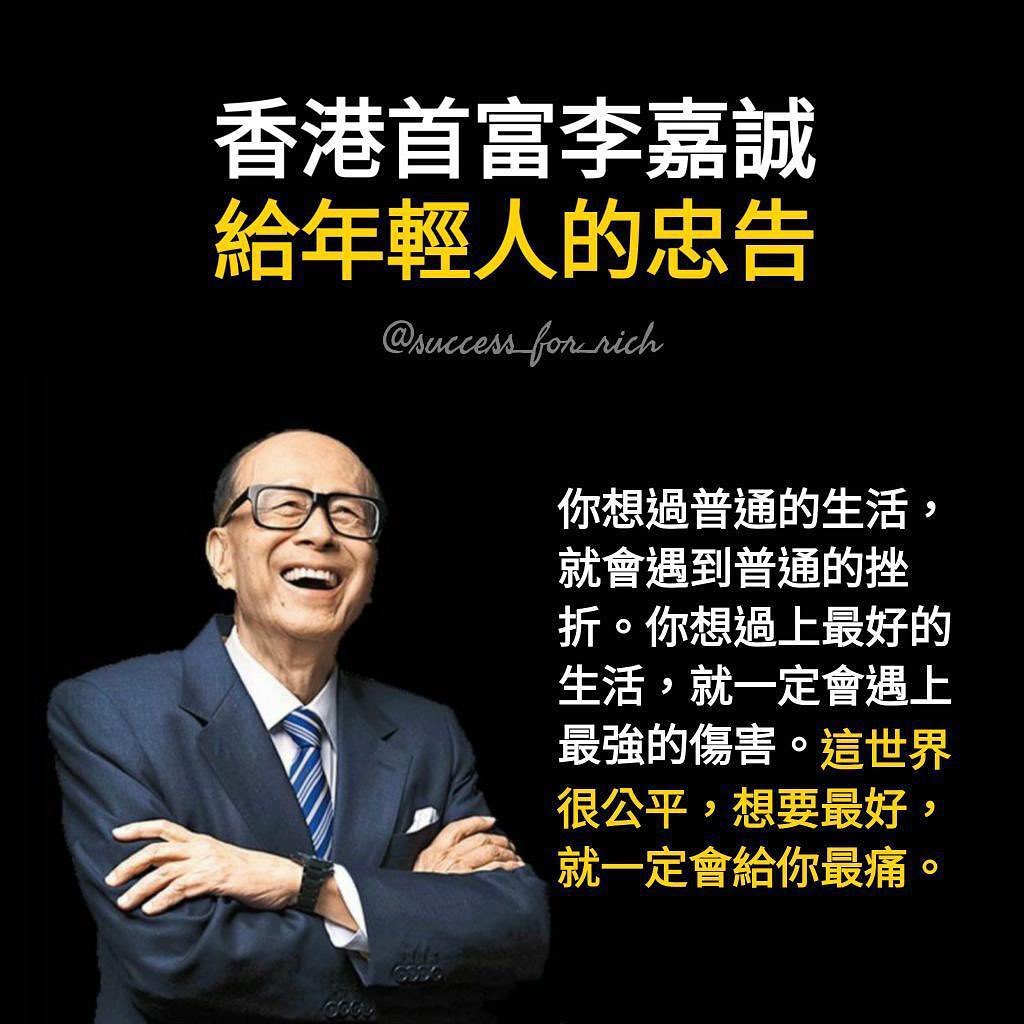 香港首富李嘉誠
給年輕人的忠告
@success_for_rich
你想過普通的生活，
就會遇到普通的挫
折。你想過上最好的
生活，就一定會遇上
最強的傷害。這世界
很公平，想要最好，
就一定會給你最痛。